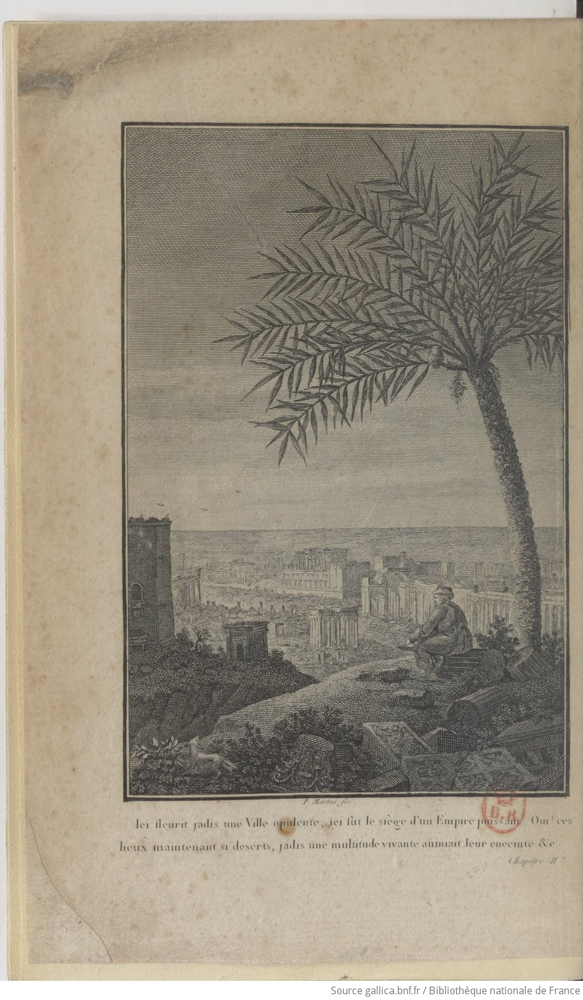 P. Martini fec.
Ici fleurit jadis une Ville opulente, ici fut le siège d'un Empire puissant Oui! ces
lieux maintenant si deserts, jadis une multitude vivante animait leur enceinte &c.
Chapitre II.
Source gallica.bnf.fr / Bibliothèque nationale de France